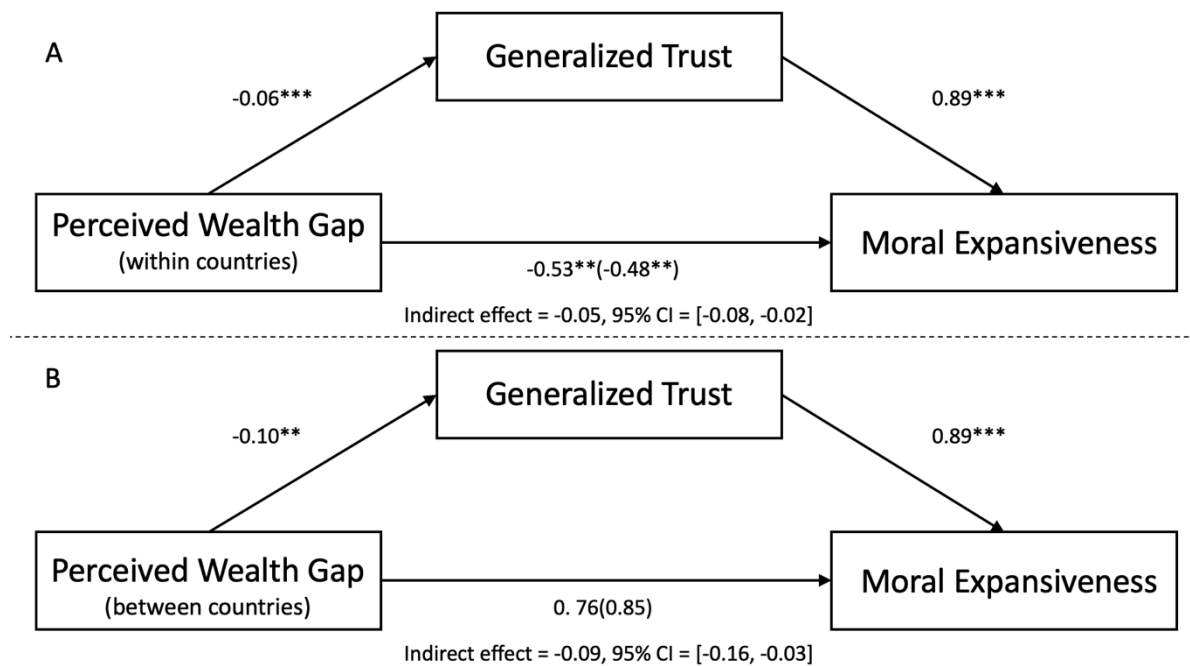 A
Generalized Trust
-0.06***
0.89***
Perceived Wealth Gap
(within countries)
Moral Expansiveness
-0.53**(-0.48**)
Indirect effect = -0.05, 95% CI = [-0.08, -0.02]
B
Generalized Trust
-0.10**
0.89***
Perceived Wealth Gap
(between countries)
Moral Expansiveness
0. 76(0.85)
Indirect effect = -0.09, 95% CI = [-0.16, -0.03]